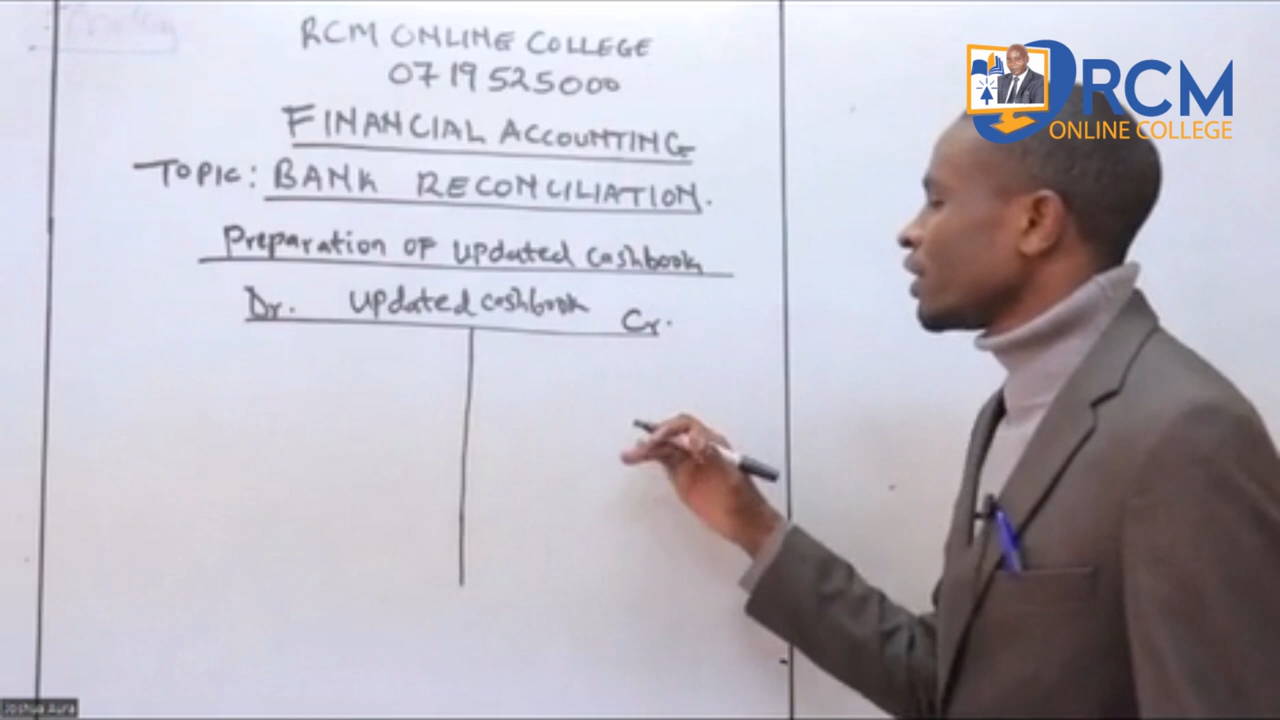 RCM ONLINE COLLEGE
0719525000
FINANCIAL ACCOUNTING
TOPIC: BANK RECONCILIATION.
Preparation OF updated cashbook
Dr. updated cashbook Cr.
RCM
ONLINE COLLEGE
Joshua Aura